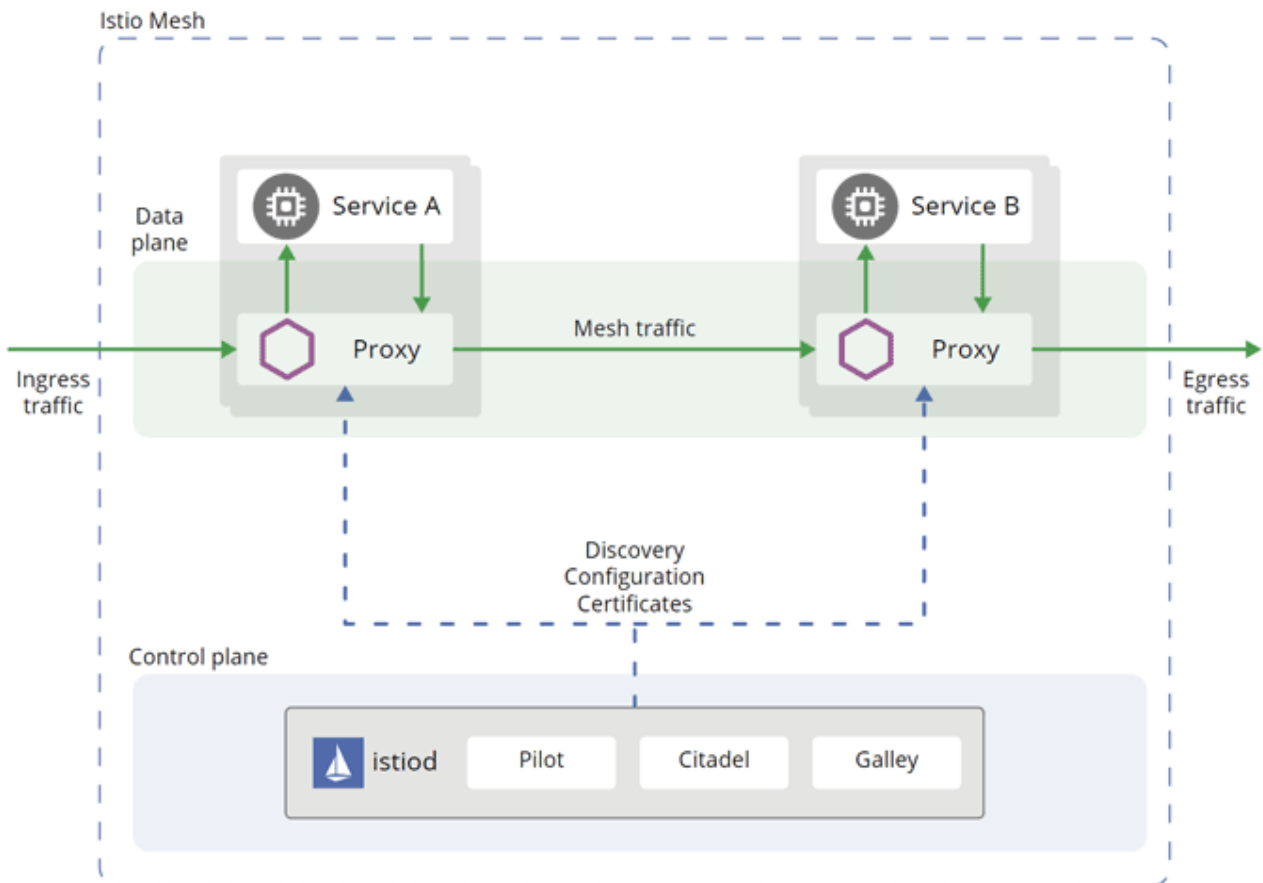 Istio Mesh
Data
plane
Service A
Service B
Proxy
Mesh traffic
Proxy
Ingress
traffic
Egress
traffic
Discovery
Configuration
Certificates
Control plane
istiod
Pilot
Citadel
Galley